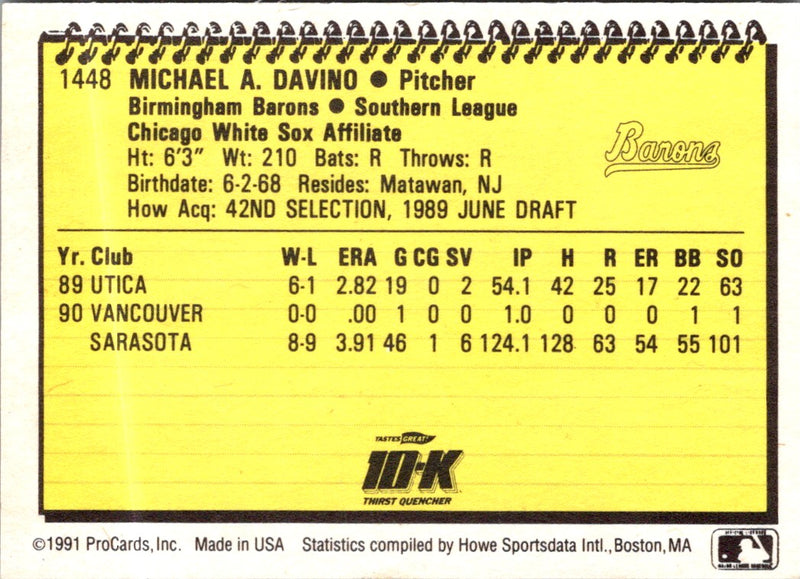 1448 MICHAEL A. DAVINO ● Pitcher
Birmingham Barons ● Southern League
Chicago White Sox Affiliate
Ht: 6'3" Wt: 210 Bats: R Throws: R
Birthdate: 6-2-68 Resides: Matawan, NJ
How Acq: 42ND SELECTION, 1989 JUNE DRAFT
Barons
Yr. Club W-L ERA G CG SV IP H R ER BB SO
89 UTICA 6-1 2.82 19 0 2 54.1 42 25 17 22 63
90 VANCOUVER 0-0 .00 1 0 0 1.0 0 0 0 1 1
SARASOTA 8-9 3.91 46 1 6 124.1 128 63 54 55 101
TASTES GREAT!
10-K
THIRST QUENCHER
©1991 ProCards, Inc. Made in USA Statistics compiled by Howe Sportsdata Intl., Boston, MA